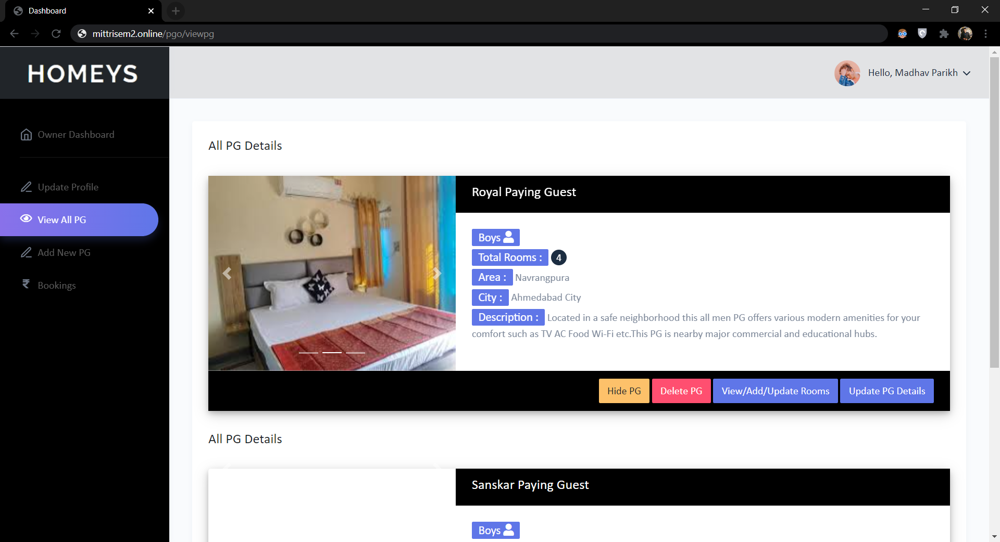 Dashboard
mittrisem2.online/pgo/viewpg
HOMEYS
Hello, Madhav Parikh
Owner Dashboard
Update Profile
View All PG
Add New PG
₹ Bookings
All PG Details
Royal Paying Guest
Boys
Total Rooms : 4
Area : Navrangpura
City : Ahmedabad City
Description : Located in a safe neighborhood this all men PG offers various modern amenities for your
comfort such as TV AC Food Wi-Fi etc.This PG is nearby major commercial and educational hubs.
Hide PG Delete PG View/Add/Update Rooms Update PG Details
All PG Details
Sanskar Paying Guest
Boys